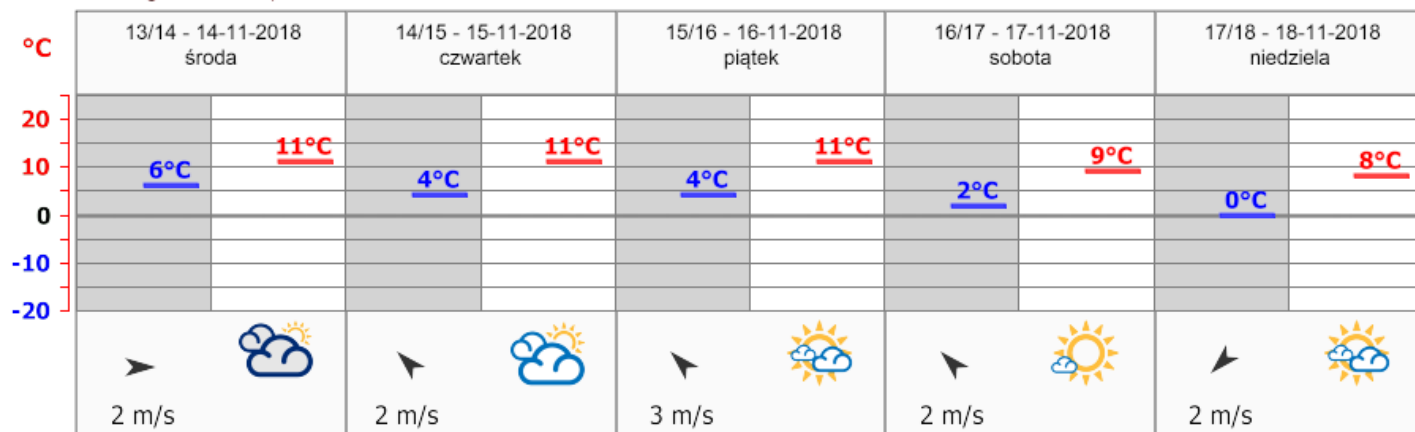 13/14 - 14-11-2018
środa
14/15 - 15-11-2018
czwartek
15/16 - 16-11-2018
piątek
16/17 - 17-11-2018
sobota
17/18 - 18-11-2018
niedziela
°C
20
10
0
-10
-20
6°C
11°C
4°C
11°C
4°C
11°C
2°C
9°C
0°C
8°C
2 m/s
2 m/s
3 m/s
2 m/s
2 m/s